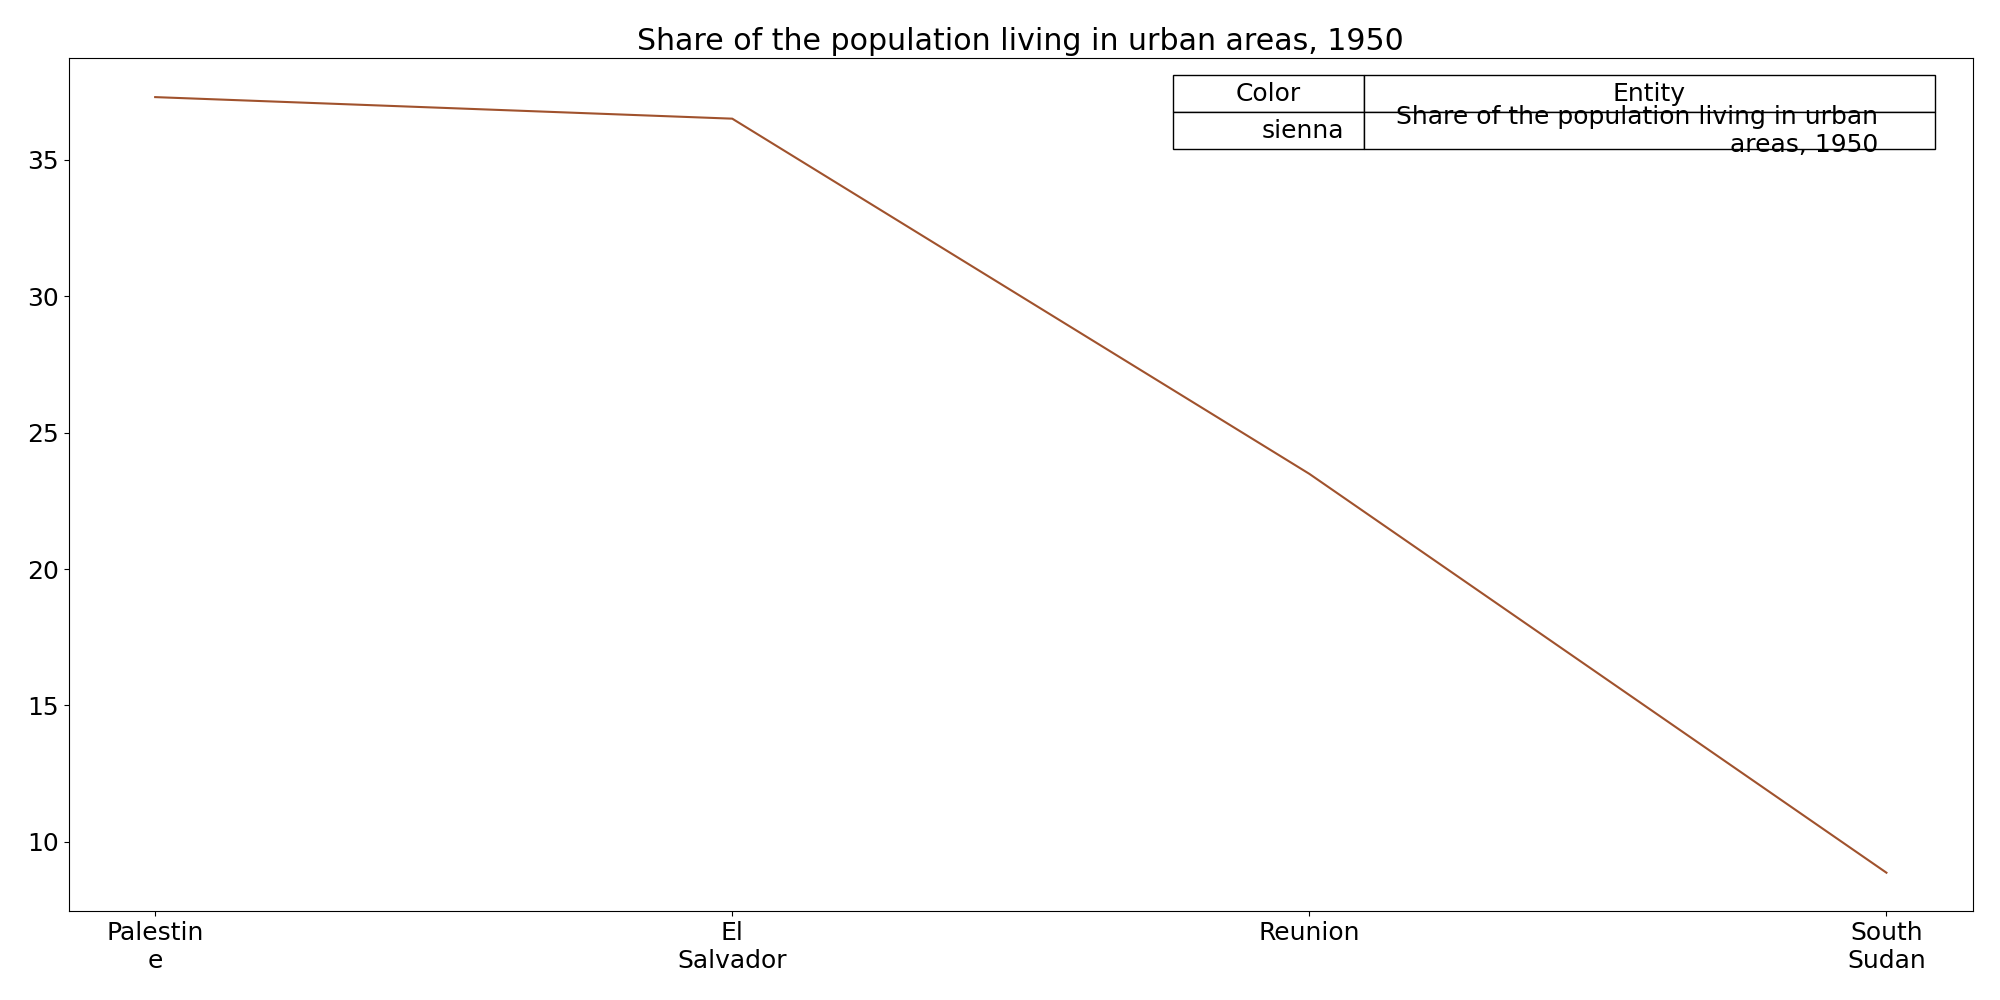 Share of the population living in urban areas, 1950
Color Entity
sienna Share of the population living in urban
areas, 1950
35
30
25
20
15
10
Palestin
e
El
Salvador
Reunion
South
Sudan